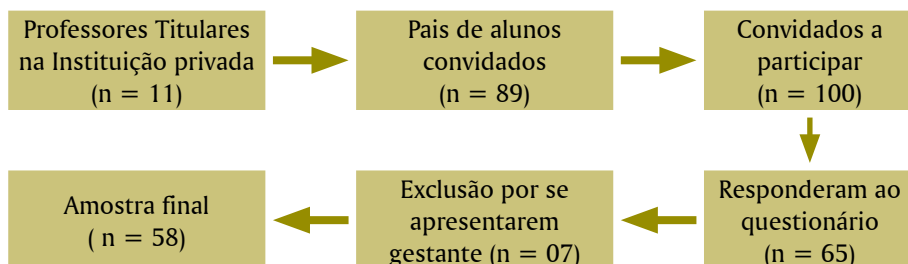 Professores Titulares
na Instituição privada
(n = 11)
Pais de alunos
convidados
(n = 89)
Convidados a
participar
(n = 100)
Responderam ao
questionário
(n = 65)
Exclusão por se
apresentarem
gestante (n = 07)
Amostra final
( n = 58)